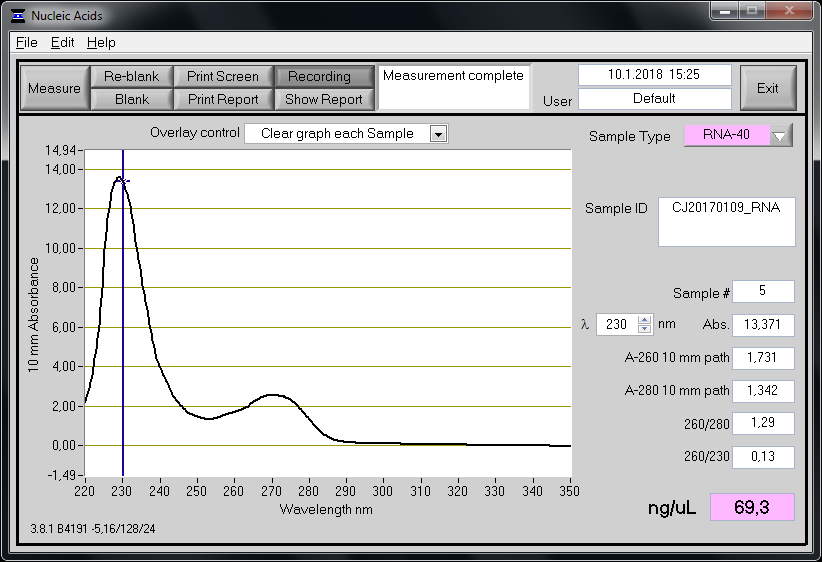 Nucleic Acids
File Edit Help
Measure
Re-blank Print Screen Recording
Blank Print Report Show Report
Measurement complete
10.1.2018 15:25
User Default
Exit
Overlay control Clear graph each Sample
Sample Type RNA-40
Sample ID CJ20170109_RNA
Sample # 5
λ 230 nm Abs. 13,371
A-260 10 mm path 1,731
A-280 10 mm path 1,342
260/280 1,29
260/230 0,13
ng/uL 69,3
10 mm Absorbance
14,94
14,00
12,00
10,00
8,00
6,00
4,00
2,00
0,00
-1,49
220 230 240 250 260 270 280 290 300 310 320 330 340 350
Wavelength nm
3.8.1 B4191 -5,16/128/24